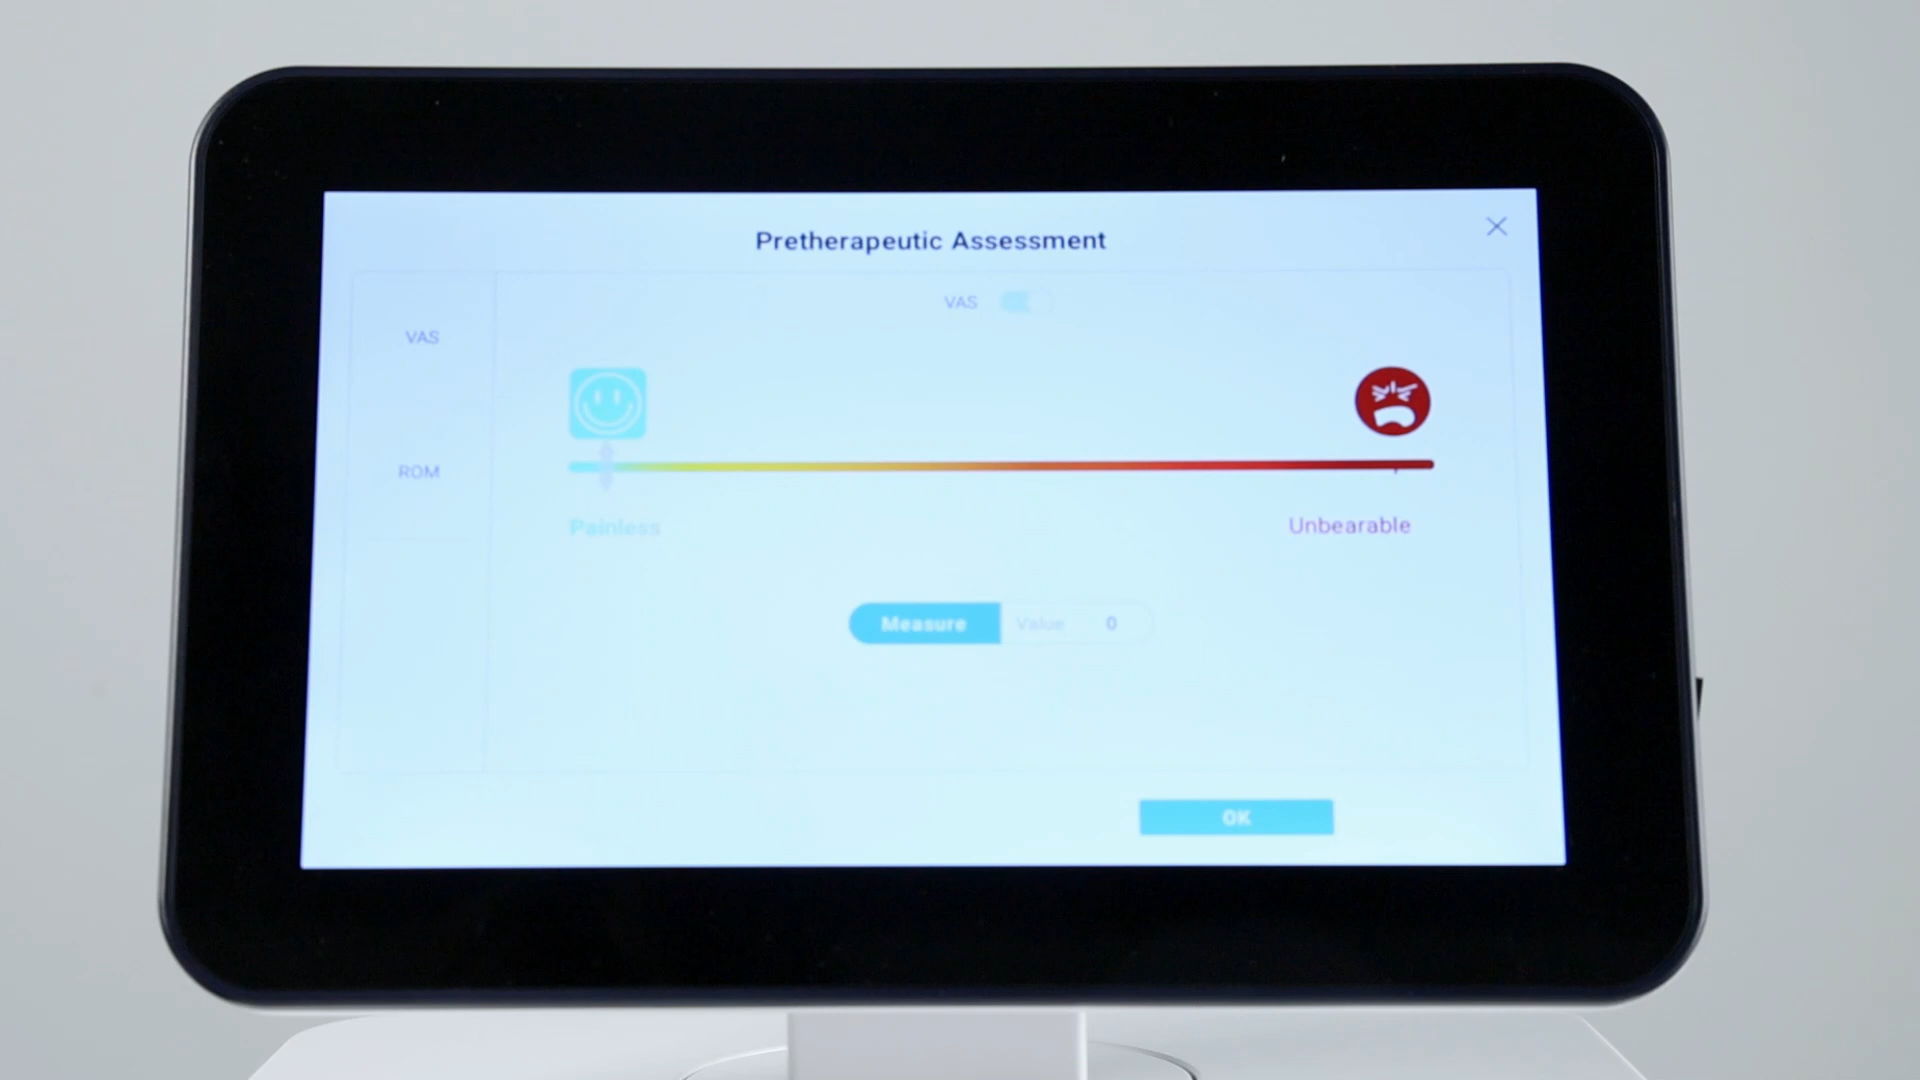 Pretherapeutic Assessment
VAS
VAS
ROM
Painless
Unbearable
Measure Value 0
OK